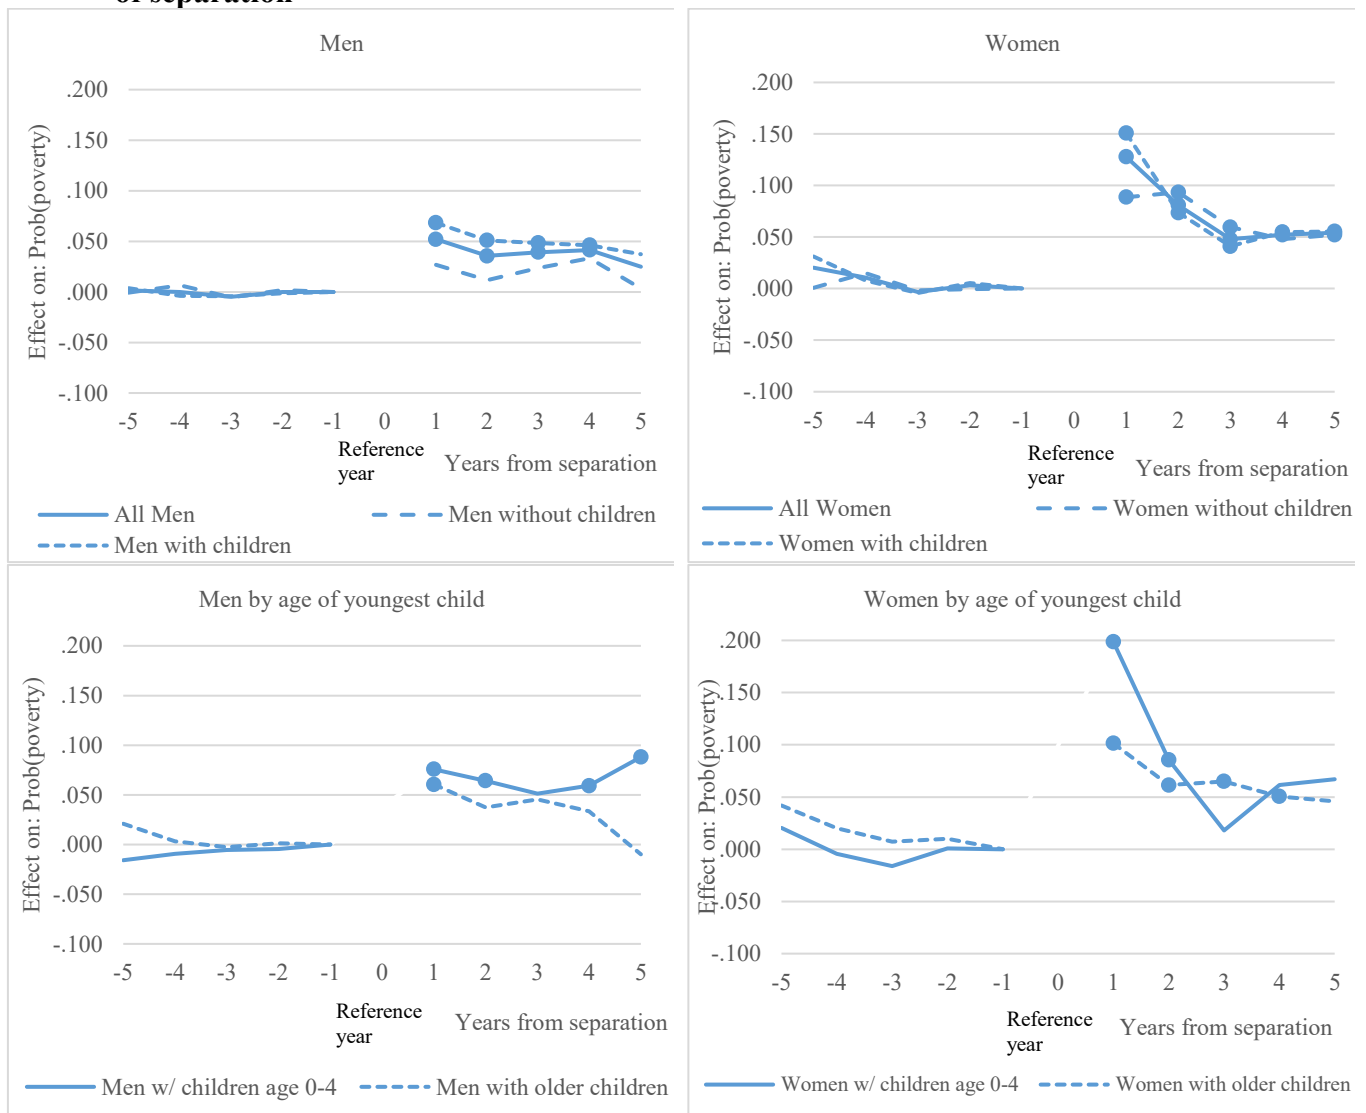 of separation
Men
.200
.150
.100
.050
.000
-.050
-.100
Effect on: Prob(poverty)
-5 -4 -3 -2 -1 0 1 2 3 4 5
Reference
year
Years from separation
All Men
Men without children
Men with children
Women
.200
.150
.100
.050
.000
-.050
-.100
Effect on: Prob(poverty)
-5 -4 -3 -2 -1 0 1 2 3 4 5
Reference
year
Years from separation
All Women
Women without children
Women with children
Men by age of youngest child
.200
.150
.100
.050
.000
-.050
-.100
Effect on: Prob(poverty)
-5 -4 -3 -2 -1 0 1 2 3 4 5
Reference
year
Years from separation
Men w/ children age 0-4
Men with older children
Women by age of youngest child
.200
.150
.100
.050
.000
-.050
-.100
Effect on: Prob(poverty)
-5 -4 -3 -2 -1 0 1 2 3 4 5
Reference
year
Years from separation
Women w/ children age 0-4
Women with older children